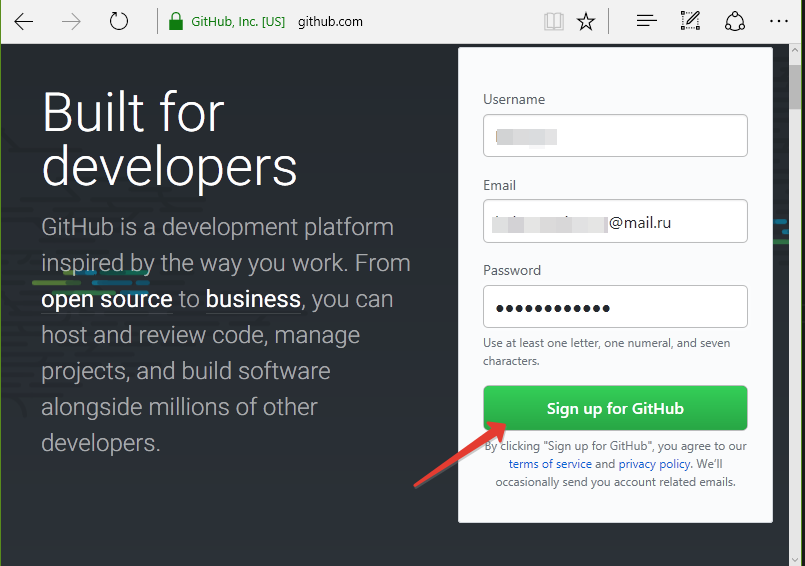 GitHub, Inc. [US] github.com
Built for
developers
GitHub is a development platform
inspired by the way you work. From
open source to business, you can
host and review code, manage
projects, and build software
alongside millions of other
developers.
Username
Email
@mail.ru
Password
●●●●●●●●●●●●
Use at least one letter, one numeral, and seven
characters.
Sign up for GitHub
By clicking "Sign up for GitHub", you agree to our
terms of service and privacy policy. We'll
occasionally send you account related emails.